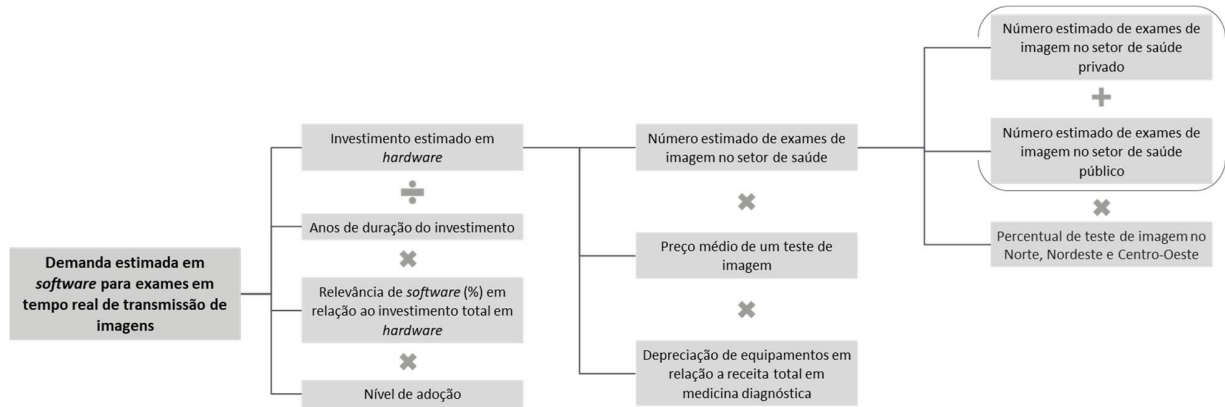 Demanda estimada em
software para exames em
tempo real de transmissão de
imagens
Investimento estimado em
hardware
÷
Anos de duração do investimento
×
Relevância de software (%) em
relação ao investimento total em
hardware
×
Nível de adoção
Número estimado de exames de
imagem no setor de saúde
×
Preço médio de um teste de
imagem
×
Depreciação de equipamentos em
relação a receita total em
medicina diagnóstica
Número estimado de exames de
imagem no setor de saúde
privado
+
Número estimado de exames de
imagem no setor de saúde
público
×
Percentual de teste de imagem no
Norte, Nordeste e Centro-Oeste